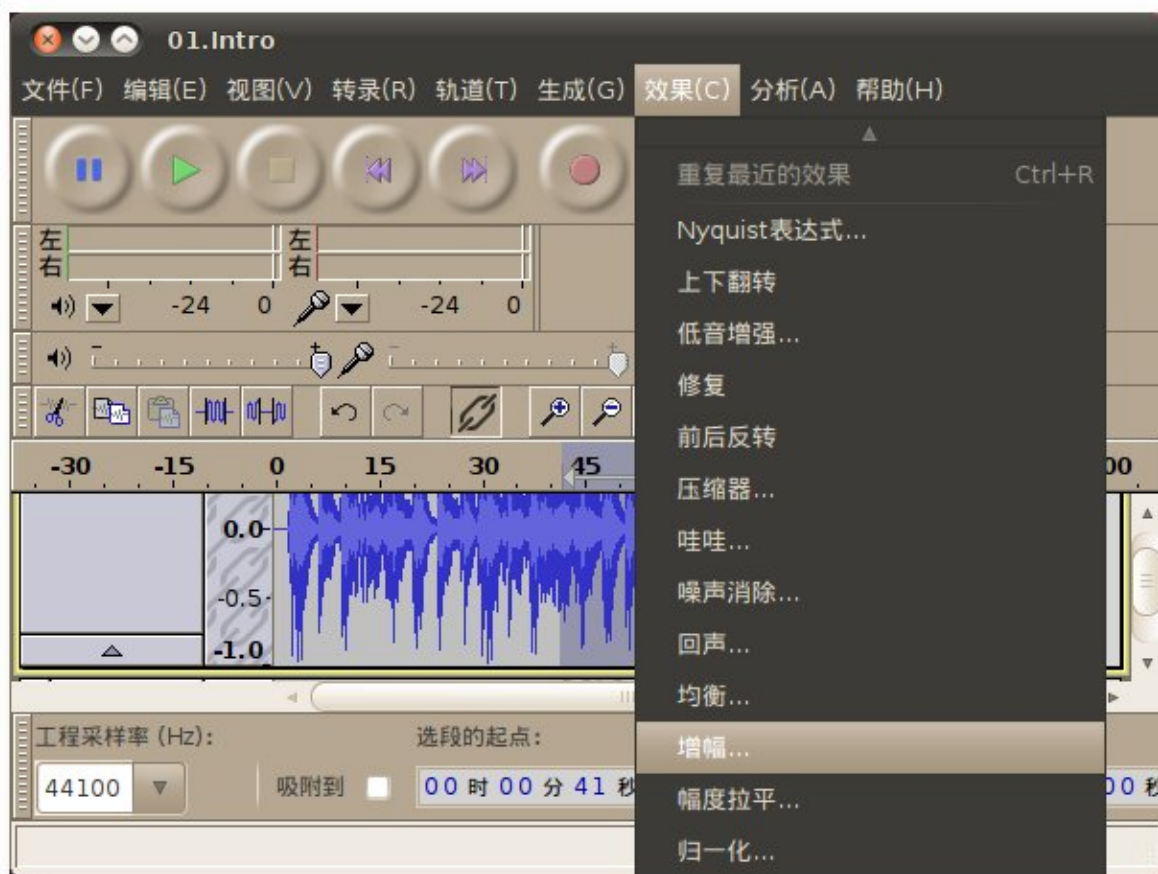 01.Intro
文件(F) 编辑(E) 视图(V) 转录(R) 轨道(T) 生成(G) 效果(C) 分析(A) 帮助(H)
重复最近的效果 Ctrl+R
Nyquist表达式...
上下翻转
低音增强...
修复
前后反转
压缩器...
哇哇...
噪声消除...
回声...
均衡...
增幅...
幅度拉平...
归一化...
左 左
右 右
-24 0 -24 0
-30 -15 0 15 30 45 00
0.0
-0.5
-1.0
工程采样率 (Hz): 选段的起点:
44100 吸附到 00 时 00 分 41 秒 00 秒